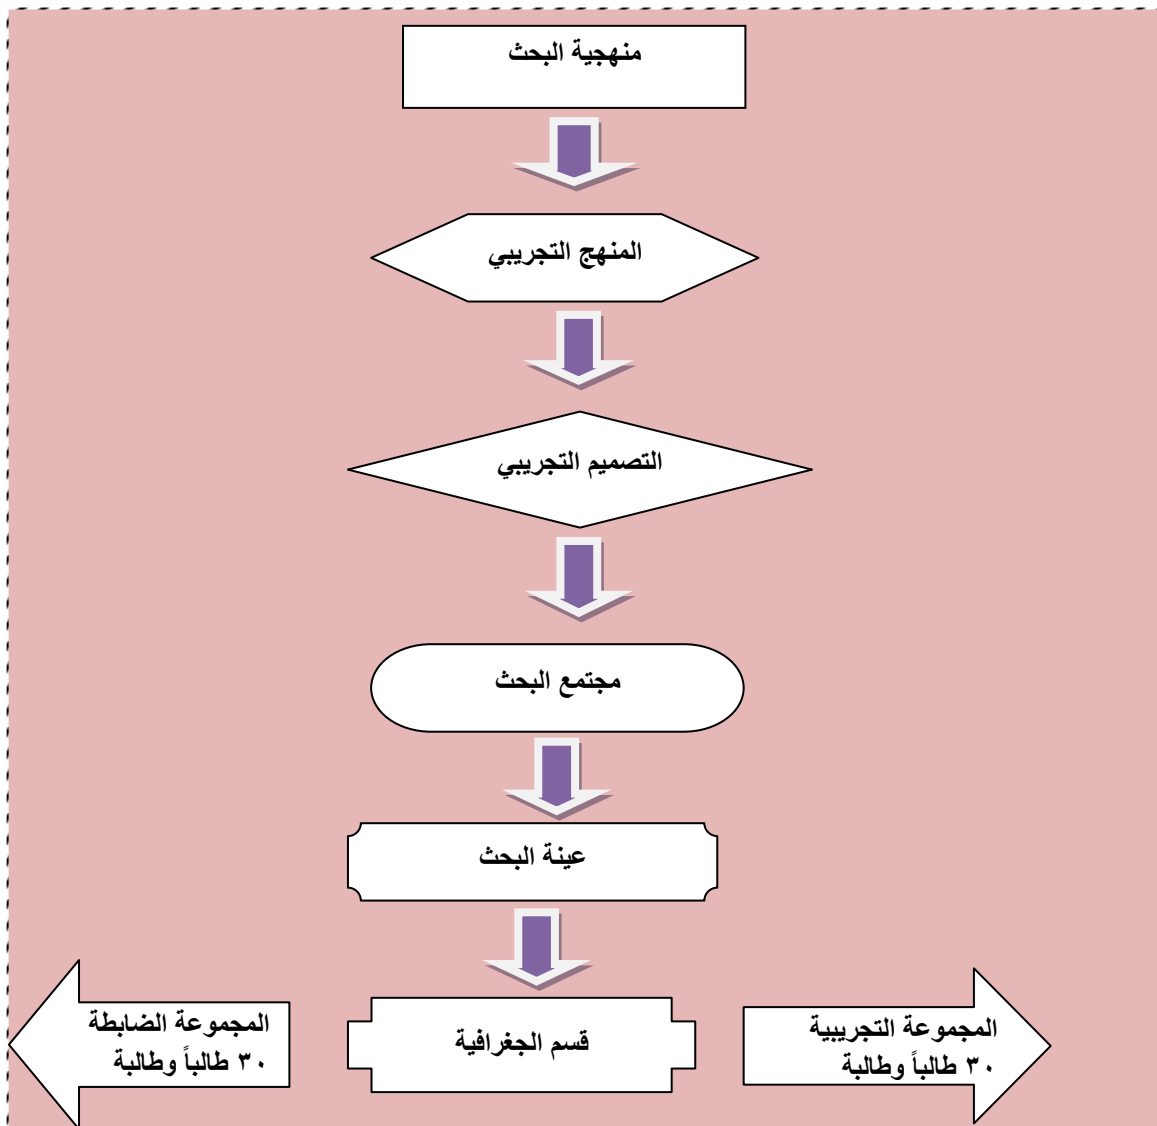 منهجية البحث
المنهج التجريبي
التصميم التجريبي
مجتمع البحث
عينة البحث
المجموعة التجريبية
٣٠ طالباً وطالبة
قسم الجغرافية
المجموعة الضابطة
٣٠ طالباً وطالبة